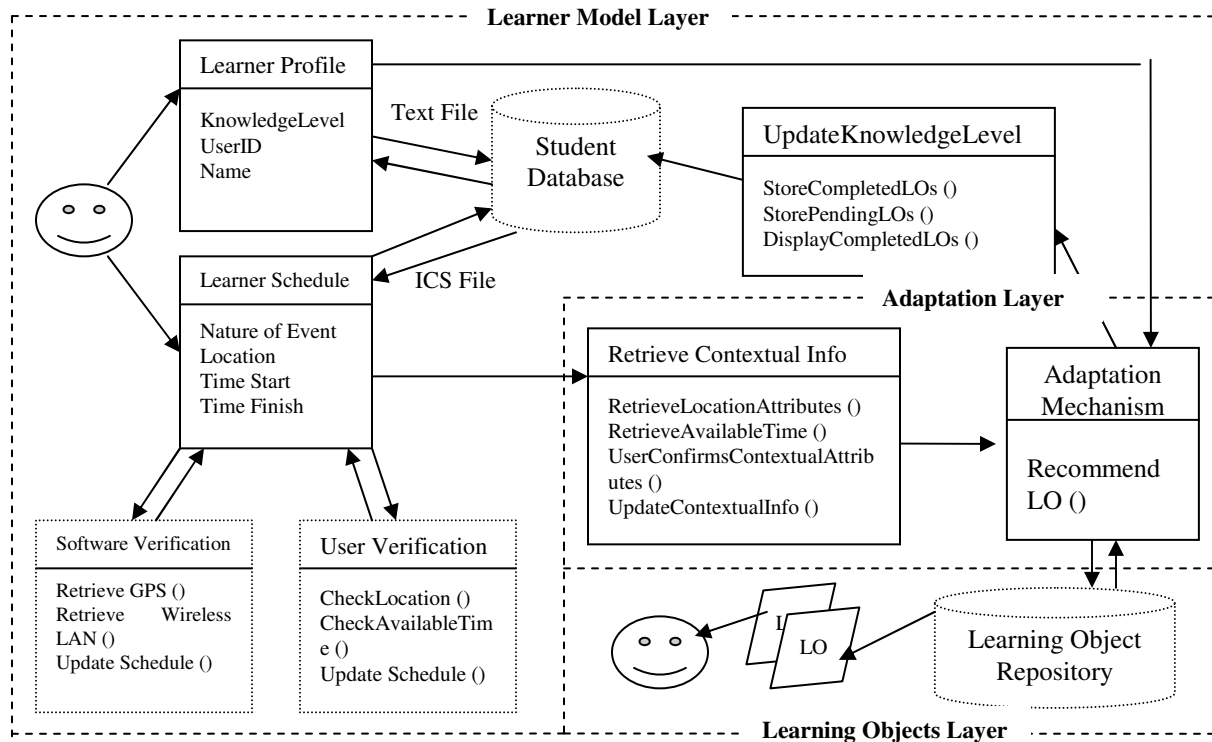 Learner Model Layer
Learner Profile
KnowledgeLevel
UserID
Name
Text File
Student
Database
UpdateKnowledgeLevel
StoreCompletedLOs ()
StorePendingLOs ()
DisplayCompletedLOs ()
Learner Schedule
Nature of Event
Location
Time Start
Time Finish
ICS File
Adaptation Layer
Retrieve Contextual Info
RetrieveLocationAttributes ()
RetrieveAvailableTime ()
UserConfirmsContextualAttrib
utes ()
UpdateContextualInfo ()
Adaptation
Mechanism
Recommend
LO ()
Software Verification
Retrieve GPS ()
Retrieve Wireless
LAN ()
Update Schedule ()
User Verification
CheckLocation ()
CheckAvailableTim
e ()
Update Schedule ()
LO
Learning Object
Repository
Learning Objects Layer